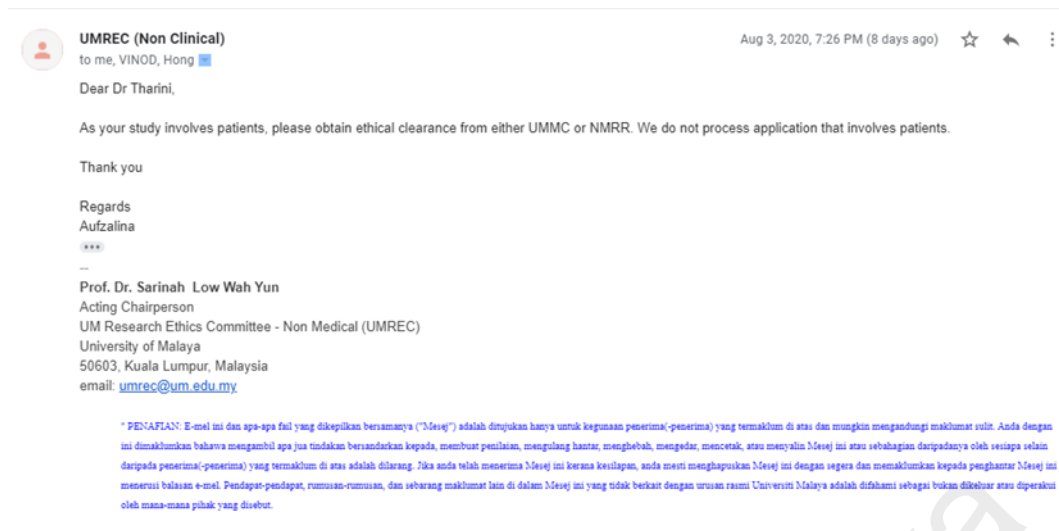 UMREC (Non Clinical)
Aug 3, 2020, 7:26 PM (8 days ago)
to me, VINOD, Hong
Dear Dr Tharini,
As your study involves patients, please obtain ethical clearance from either UMMC or NMRR. We do not process application that involves patients.
Thank you
Regards
Aufzalina
•••
--
Prof. Dr. Sarinah Low Wah Yun
Acting Chairperson
UM Research Ethics Committee - Non Medical (UMREC)
University of Malaya
50603, Kuala Lumpur, Malaysia
email: umrec@um.edu.my
" PENAFIAN: E-mel ini dan apa-apa fail yang dikepilkan bersamanya ("Mesej") adalah ditujukan hanya untuk kegunaan penerima(-penerima) yang termaklum di atas dan mungkin mengandungi maklumat sulit. Anda dengan
ini dimaklumkan bahawa mengambil apa jua tindakan bersandarkan kepada, membuat penilaian, mengulang hantar, menghebah, mengedar, mencetak, atau menyalin Mesej ini atau sebahagian daripadanya oleh sesiapa selain
daripada penerima(-penerima) yang termaklum di atas adalah dilarang. Jika anda telah menerima Mesej ini kerana kesilapan, anda mesti menghapuskan Mesej ini dengan segera dan memaklumkan kepada penghantar Mesej ini
menerusi balasan e-mel. Pendapat-pendapat, rumusan-rumusan, dan sebarang maklumat lain di dalam Mesej ini yang tidak berkait dengan urusan rasmi Universiti Malaya adalah difahami sebagai bukan dikeluar atau diperakui
oleh mana-mana pihak yang disebut.